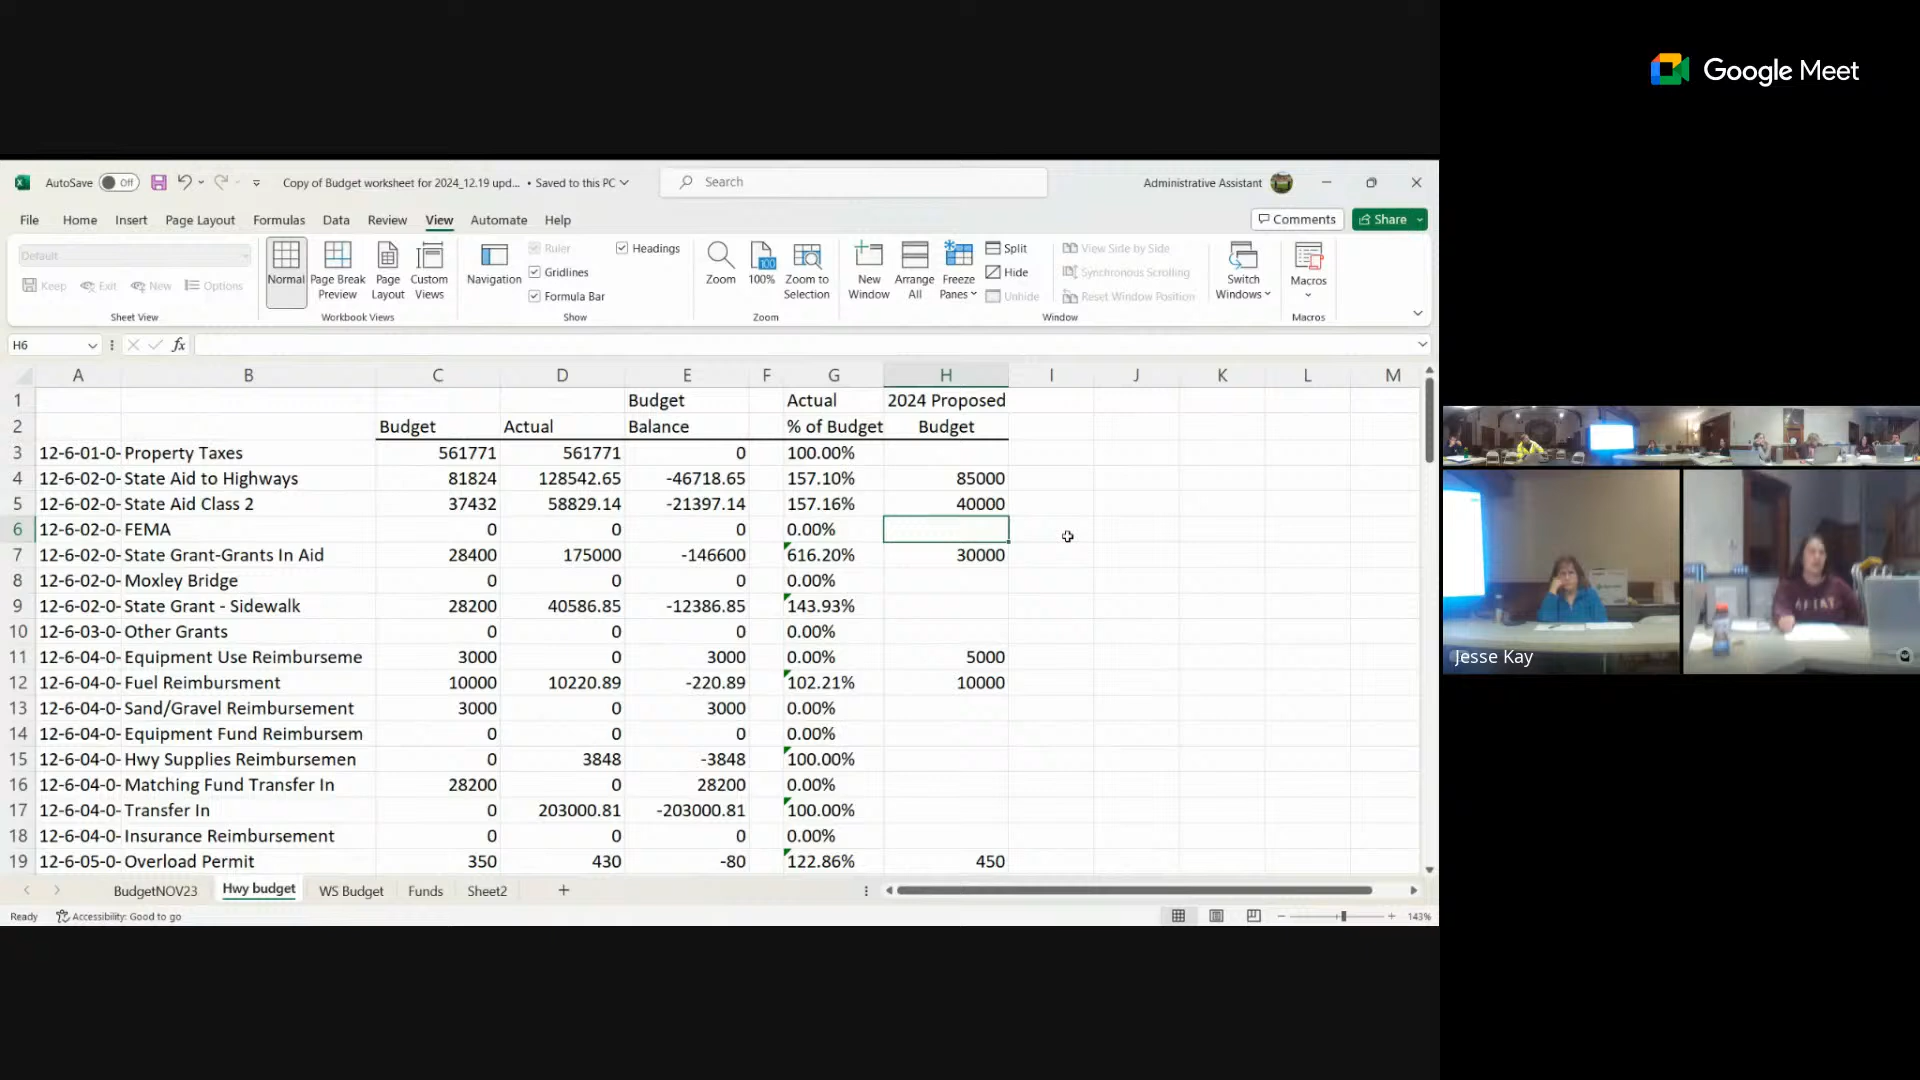 Google Meet
AutoSave Off Copy of Budget worksheet for 2024_12.19 upd... • Saved to this PC Search Administrative Assistant
File Home Insert Page Layout Formulas Data Review View Automate Help Comments Share
Default
Keep Exit New Options
Sheet View
Normal Page Break Preview Page Layout Custom Views
Workbook Views
Navigation Ruler Gridlines Formula Bar Headings
Show
Zoom 100% Zoom to Selection
Zoom
New Window Arrange All Freeze Panes Split Hide Unhide View Side by Side Synchronous Scrolling Reset Window Position Switch Windows
Window
Macros
Macros
H6 fx
A B C D E F G H I J K L M
1 Budget Actual 2024 Proposed
2 Budget Actual Balance % of Budget Budget
3 12-6-01-0- Property Taxes 561771 561771 0 100.00%
4 12-6-02-0- State Aid to Highways 81824 128542.65 -46718.65 157.10% 85000
5 12-6-02-0- State Aid Class 2 37432 58829.14 -21397.14 157.16% 40000
6 12-6-02-0- FEMA 0 0 0 0.00%
7 12-6-02-0- State Grant-Grants In Aid 28400 175000 -146600 616.20% 30000
8 12-6-02-0- Moxley Bridge 0 0 0 0.00%
9 12-6-02-0- State Grant - Sidewalk 28200 40586.85 -12386.85 143.93%
10 12-6-03-0- Other Grants 0 0 0 0.00%
11 12-6-04-0- Equipment Use Reimburseme 3000 0 3000 0.00% 5000
12 12-6-04-0- Fuel Reimbursment 10000 10220.89 -220.89 102.21% 10000
13 12-6-04-0- Sand/Gravel Reimbursement 3000 0 3000 0.00%
14 12-6-04-0- Equipment Fund Reimbursem 0 0 0 0.00%
15 12-6-04-0- Hwy Supplies Reimbursemen 0 3848 -3848 100.00%
16 12-6-04-0- Matching Fund Transfer In 28200 0 28200 0.00%
17 12-6-04-0- Transfer In 0 203000.81 -203000.81 100.00%
18 12-6-04-0- Insurance Reimbursement 0 0 0 0.00%
19 12-6-05-0- Overload Permit 350 430 -80 122.86% 450
BudgetNOV23 Hwy budget WS Budget Funds Sheet2
Ready Accessibility: Good to go 143%
Jesse Kay